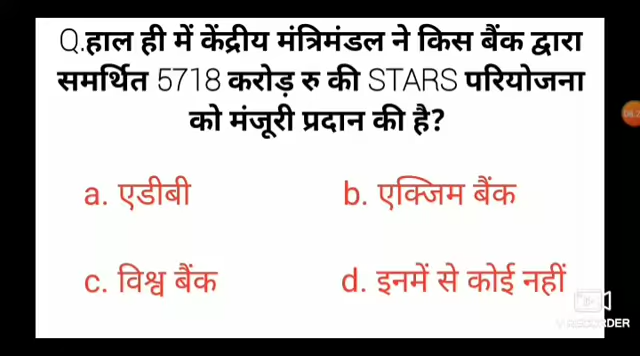 Q.हाल ही में केंद्रीय मंत्रिमंडल ने किस बैंक द्वारा
समर्थित 5718 करोड़ रु की STARS परियोजना
को मंजूरी प्रदान की है?
a. एडीबी b. एक्जिम बैंक
c. विश्व बैंक d. इनमें से कोई नहीं